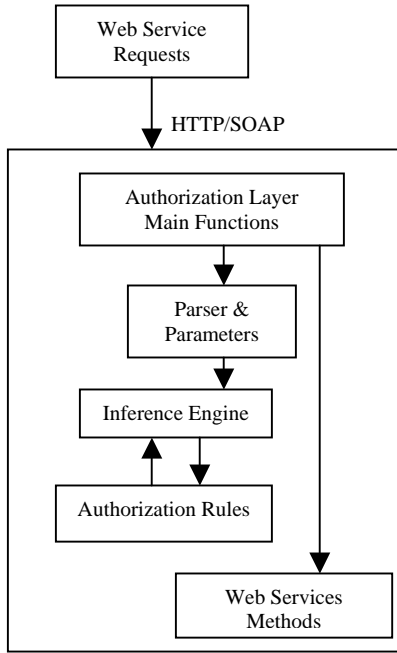 Web Service
Requests
HTTP/SOAP
Authorization Layer
Main Functions
Parser &
Parameters
Inference Engine
Authorization Rules
Web Services
Methods